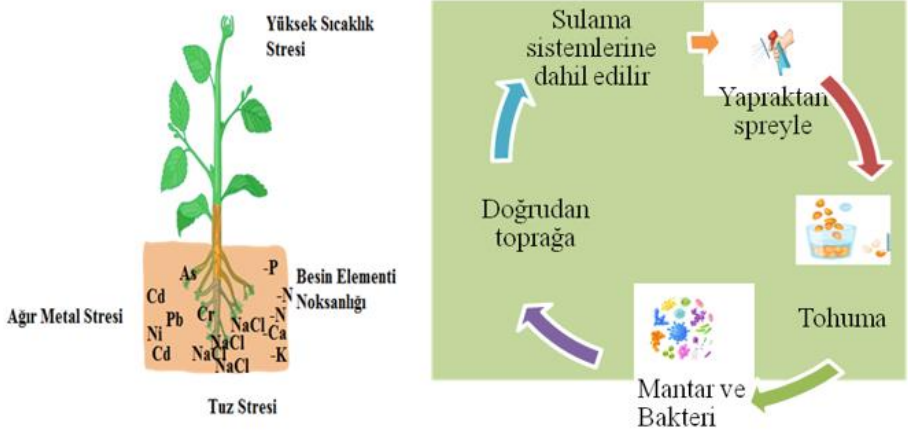 Yüksek Sıcaklık
Stresi
As
-P
Besin Elementi
Noksanlığı
Cd
-N
Ağır Metal Stresi
Pb
Cr
-N
NaCl
-Ca
Ni
NaCl
Cd
NaCl
-K
NaCl
Tuz Stresi
Sulama
sistemlerine
dahil edilir
Yapraktan
spreyle
Doğrudan
toprağa
Tohuma
Mantar ve
Bakteri